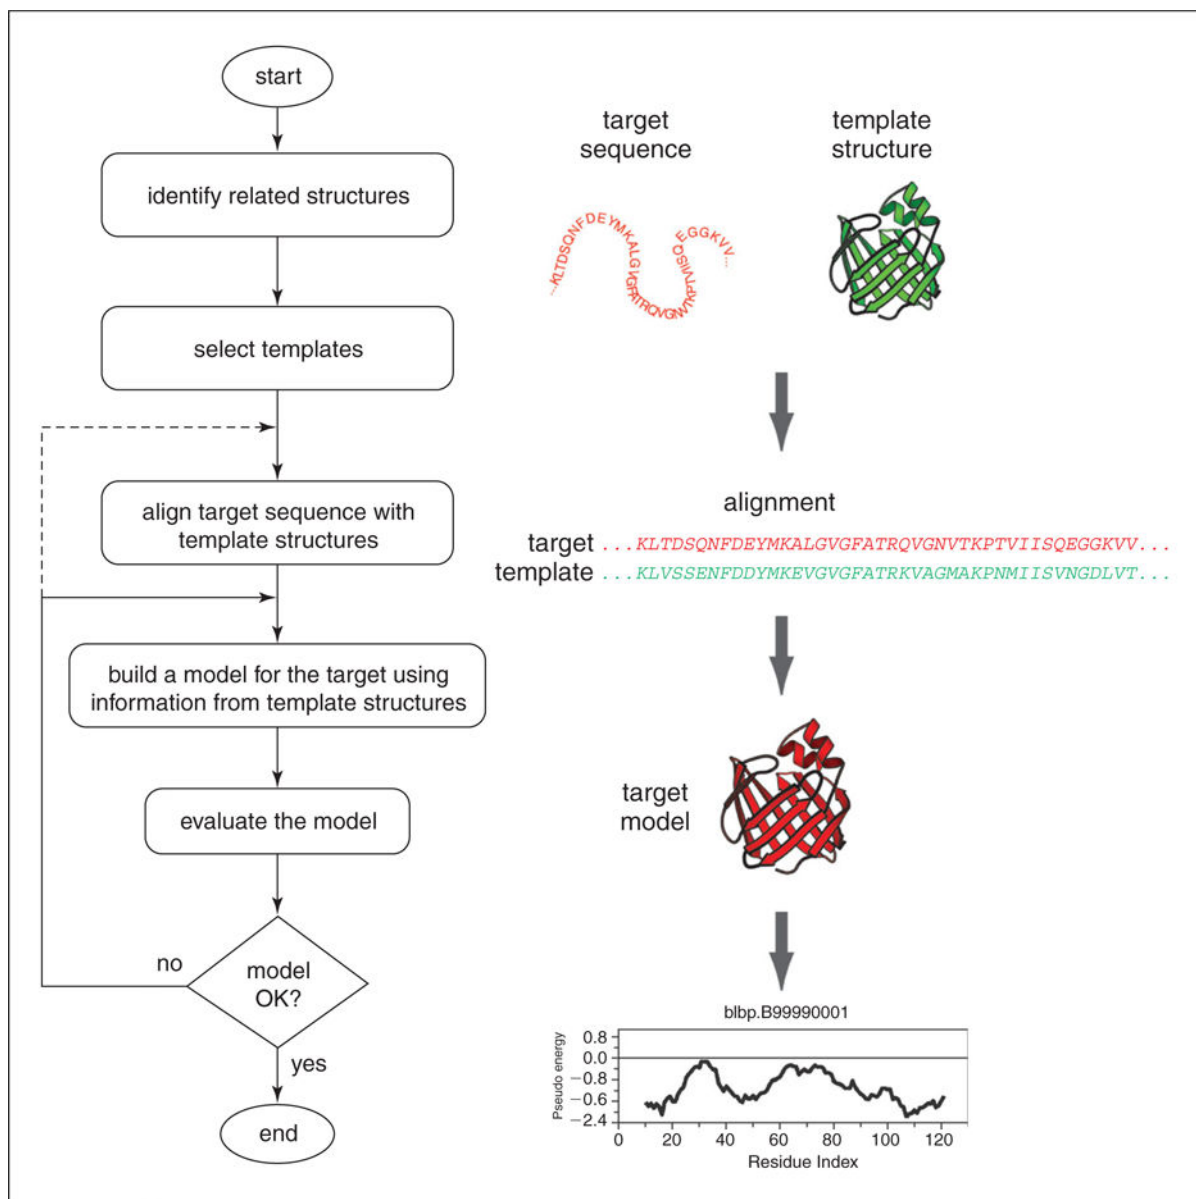 start
identify related structures
select templates
align target sequence with
template structures
build a model for the target using
information from template structures
evaluate the model
no
model
OK?
yes
end
target
sequence
template
structure
...KLTDSQNFDEYMKALGVGFATRQVGNVTKPTVIISQEGGKVV...
alignment
target ...KLTDSQNFDEYMKALGVGFATRQVGNVTKPTVIISQEGGKVV...
template ...KLVSSENFDDYMKEVGVGFATRKVAGMAKPNMIISVNGDLVT...
target
model
blbp.B99990001
Pseudo energy
0.8
0.0
−0.8
−0.6
−2.4
0 20 40 60 80 100 120
Residue Index